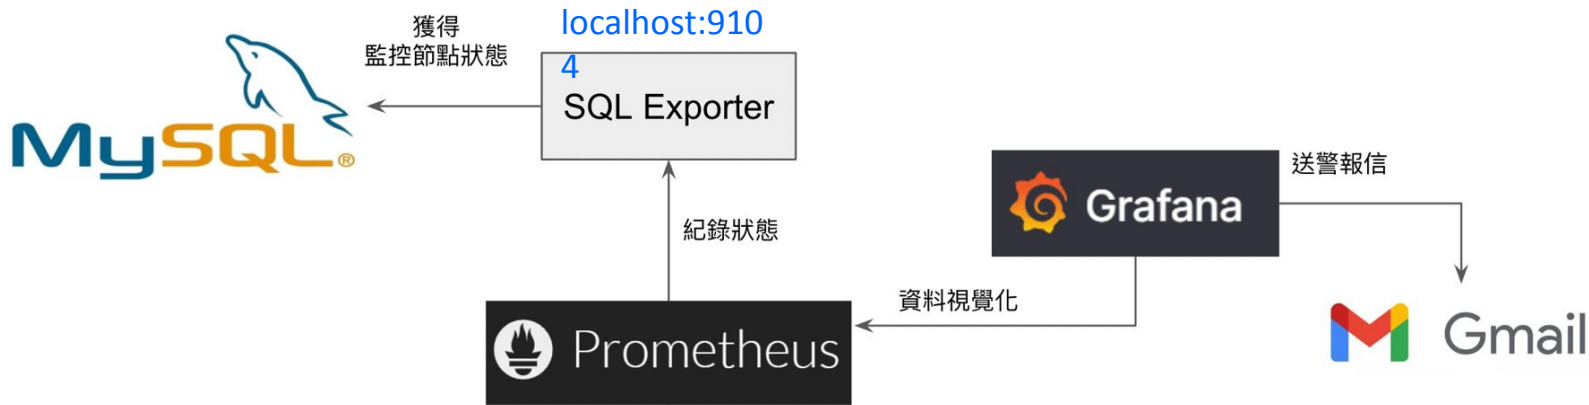 獲得
監控節點狀態
localhost:910
4
SQL Exporter
MySQL®
Grafana
送警報信
紀錄狀態
資料視覺化
Prometheus
Gmail